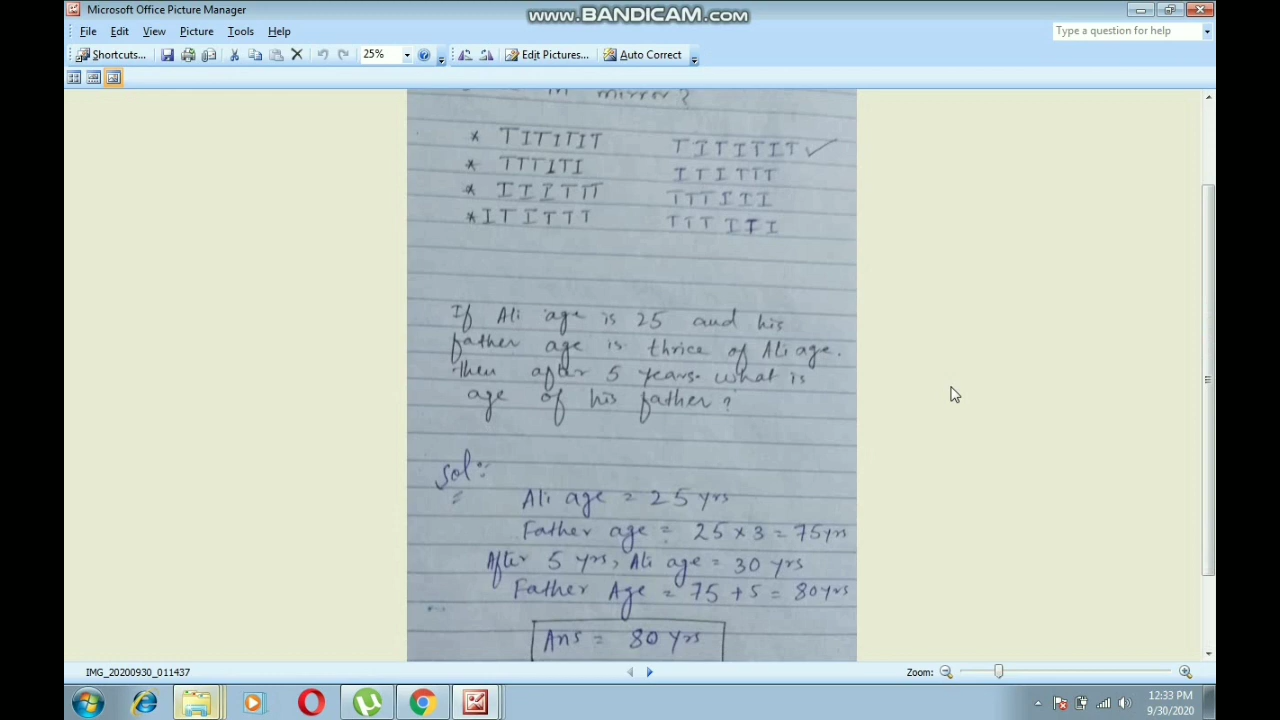 Microsoft Office Picture Manager
www.BANDICAM.com
File Edit View Picture Tools Help
Type a question for help
Shortcuts... 25% Edit Pictures... Auto Correct
in mirror?
* TITITIT TITITIT ✓
* TTTITI ITITTT
* IIITTT TTTIII
* ITITTT TTTITI
If Ali age is 25 and his
father age is thrice of Ali age.
Then after 5 years. what is
age of his father?
Sol:
Ali age = 25 yrs
Father age = 25 × 3 = 75 yrs
After 5 yrs, Ali age = 30 yrs
Father Age = 75 + 5 = 80 yrs
Ans = 80 yrs
IMG_20200930_011437
Zoom:
12:33 PM
9/30/2020